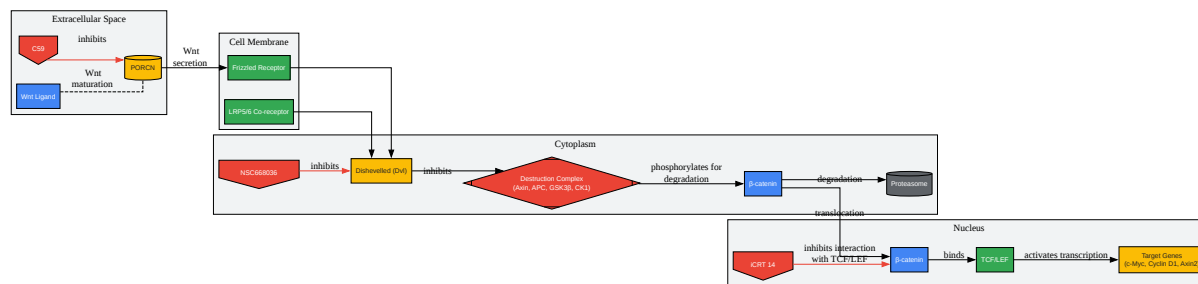 Extracellular Space
C59
inhibits
PORCN
Wnt
maturation
Wnt Ligand
Wnt
secretion
Cell Membrane
Frizzled Receptor
LRP5/6 Co-receptor
Cytoplasm
NSC668036
inhibits
Dishevelled (Dvl)
inhibits
Destruction Complex
(Axin, APC, GSK3β, CK1)
phosphorylates for
degradation
β-catenin
degradation
Proteasome
translocation
Nucleus
iCRT 14
inhibits interaction
with TCF/LEF
β-catenin
binds
TCF/LEF
activates transcription
Target Genes
(c-Myc, Cyclin D1, Axin2)